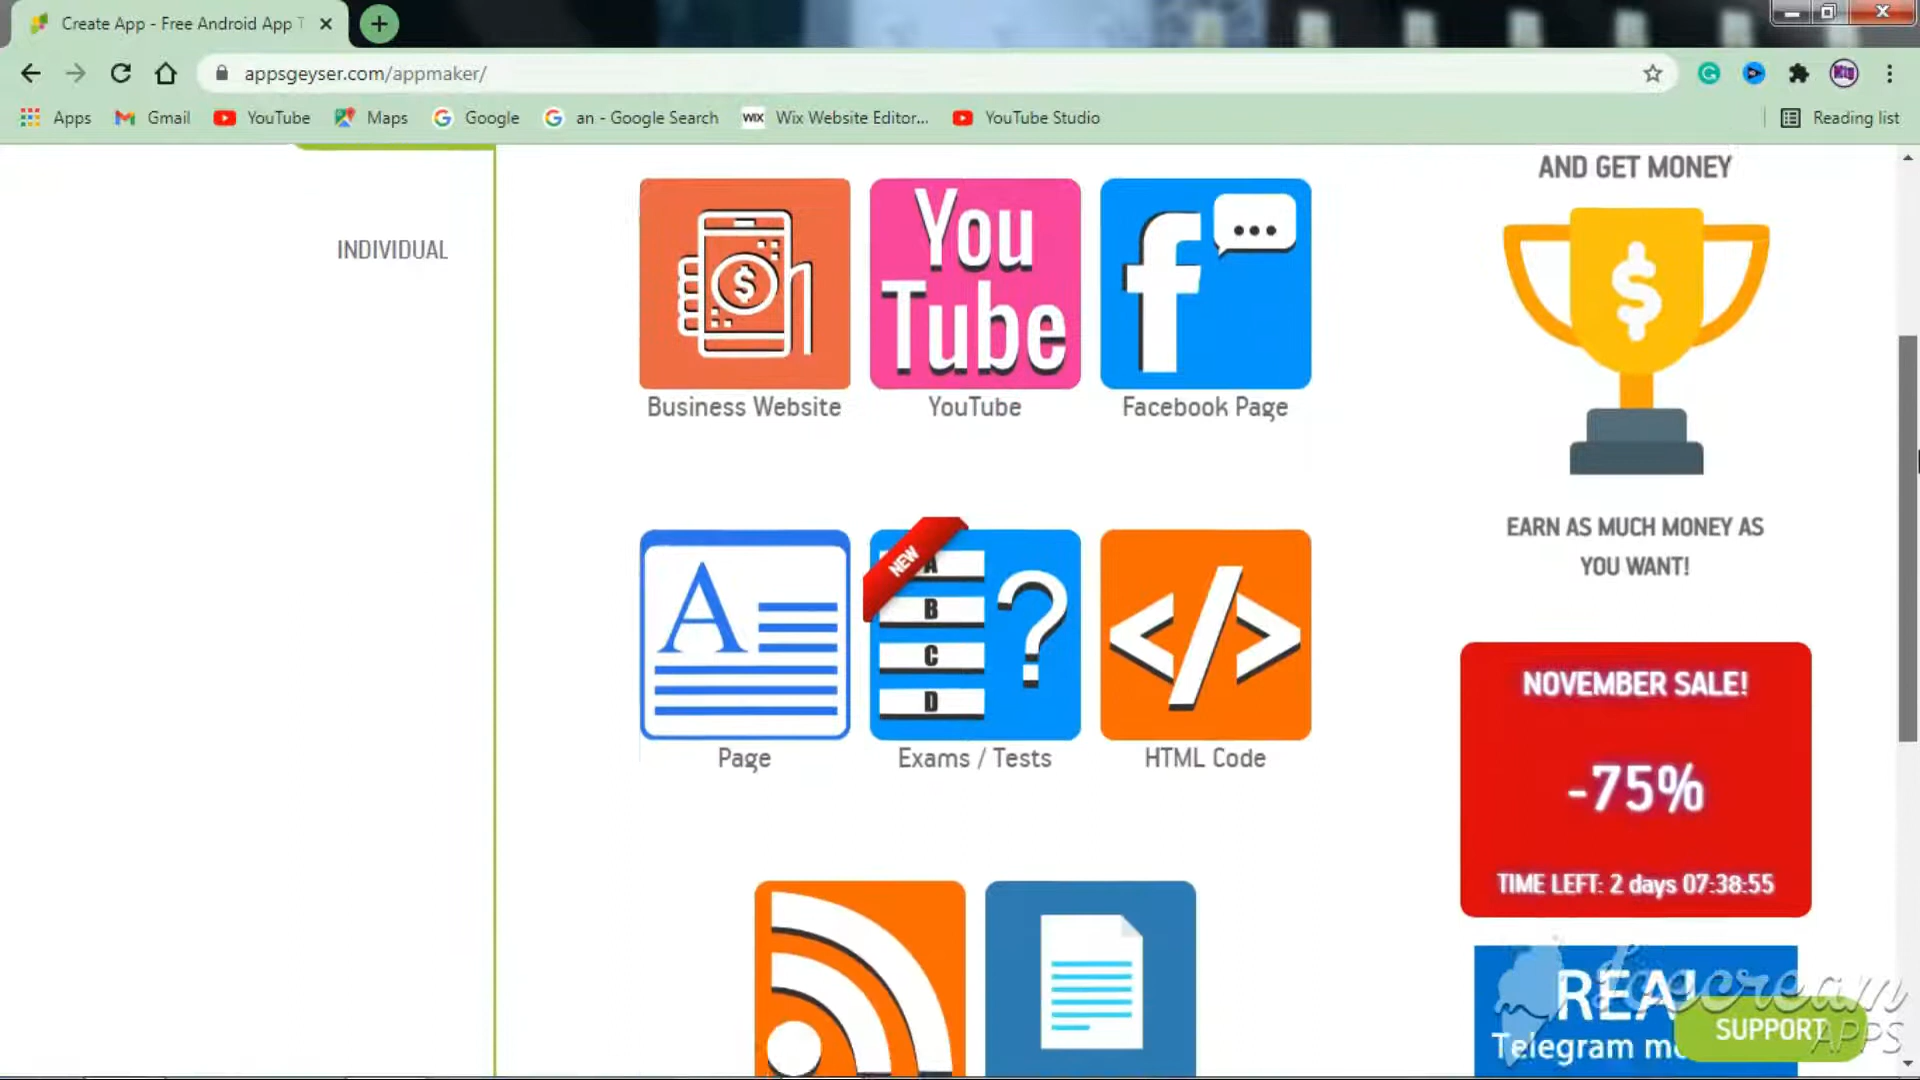 Create App - Free Android App T
appsgeyser.com/appmaker/
Apps
Gmail
YouTube
Maps
Google
an - Google Search
WIX
Wix Website Editor...
YouTube Studio
Reading list
INDIVIDUAL
You
Tube
f
Business Website
YouTube
Facebook Page
A
NEW
A
B
C
D
?
</>
Page
Exams / Tests
HTML Code
AND GET MONEY
$
EARN AS MUCH MONEY AS
YOU WANT!
NOVEMBER SALE!
-75%
TIME LEFT: 2 days 07:38:55
Telegram
SUPPORT
Icecream
APPS